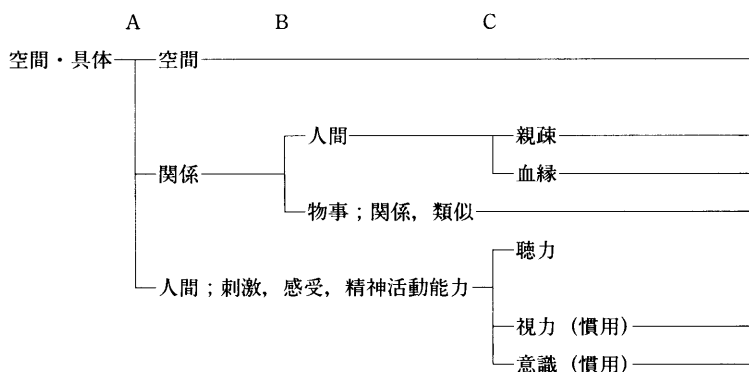 A B C
空間・具体 空間
人間 親疎
関係 血縁
物事；関係，類似
聴力
人間；刺激，感受，精神活動能力
視力（慣用）
意識（慣用）